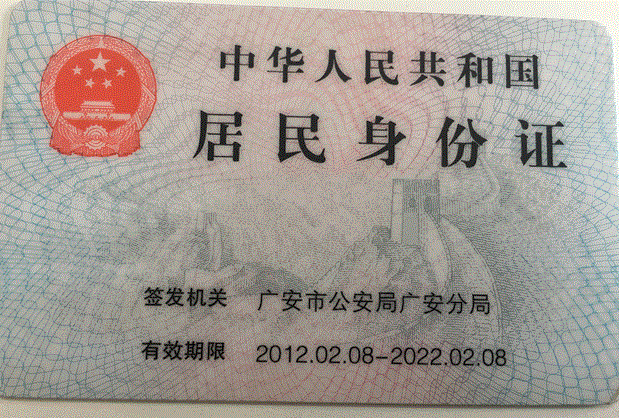 中华人民共和国
居民身份证
签发机关 广安市公安局广安分局
有效期限 2012.02.08-2022.02.08